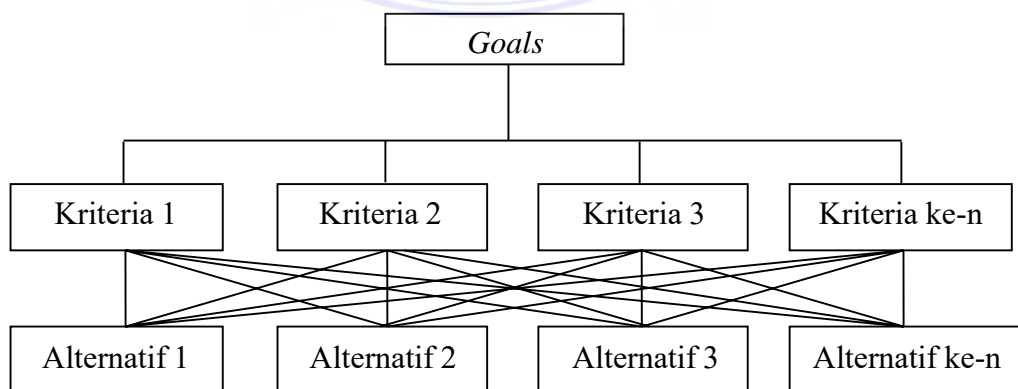 Goals
Kriteria 1
Kriteria 2
Kriteria 3
Kriteria ke-n
Alternatif 1
Alternatif 2
Alternatif 3
Alternatif ke-n